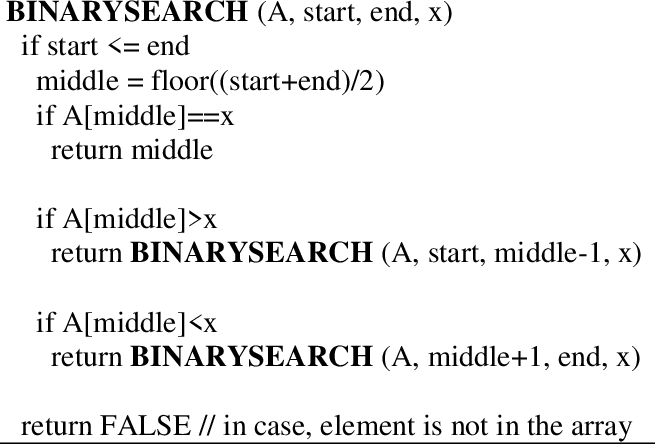 BINARYSEARCH (A, start, end, x)
if start <= end
middle = floor((start+end)/2)
if A[middle]==x
return middle
if A[middle]>x
return BINARYSEARCH (A, start, middle-1, x)
if A[middle]<x
return BINARYSEARCH (A, middle+1, end, x)
return FALSE // in case, element is not in the array